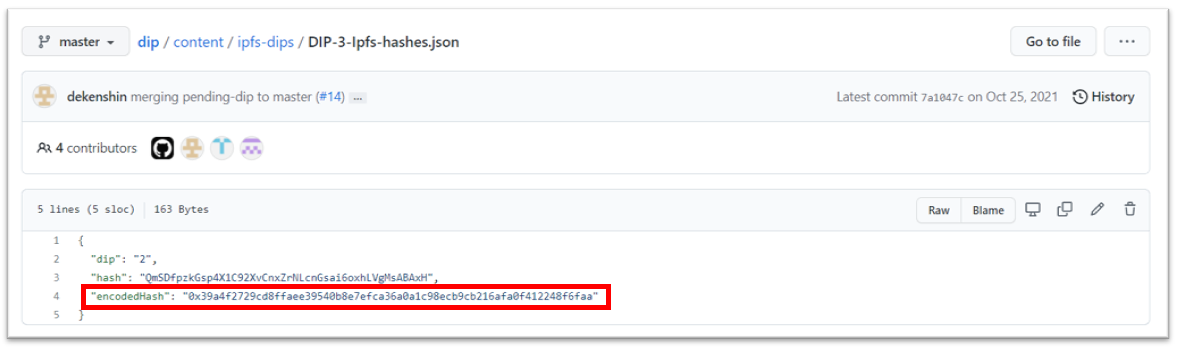 master dip / content / ipfs-dips / DIP-3-Ipfs-hashes.json Go to file ...
dekenshin merging pending-dip to master (#14) ... Latest commit 7a1047c on Oct 25, 2021 History
4 contributors
5 lines (5 sloc) 163 Bytes Raw Blame
1 {
2 "dip": "2",
3 "hash": "QmSDfpzkGsp4X1C92XvCnxZrNLcnGsai6oxhLVgMsABAxH",
4 "encodedHash": "0x39a4f2729cd8ffaee39540b8e7efca36a0a1c98ecb9cb216afa0f412248f6faa"
5 }